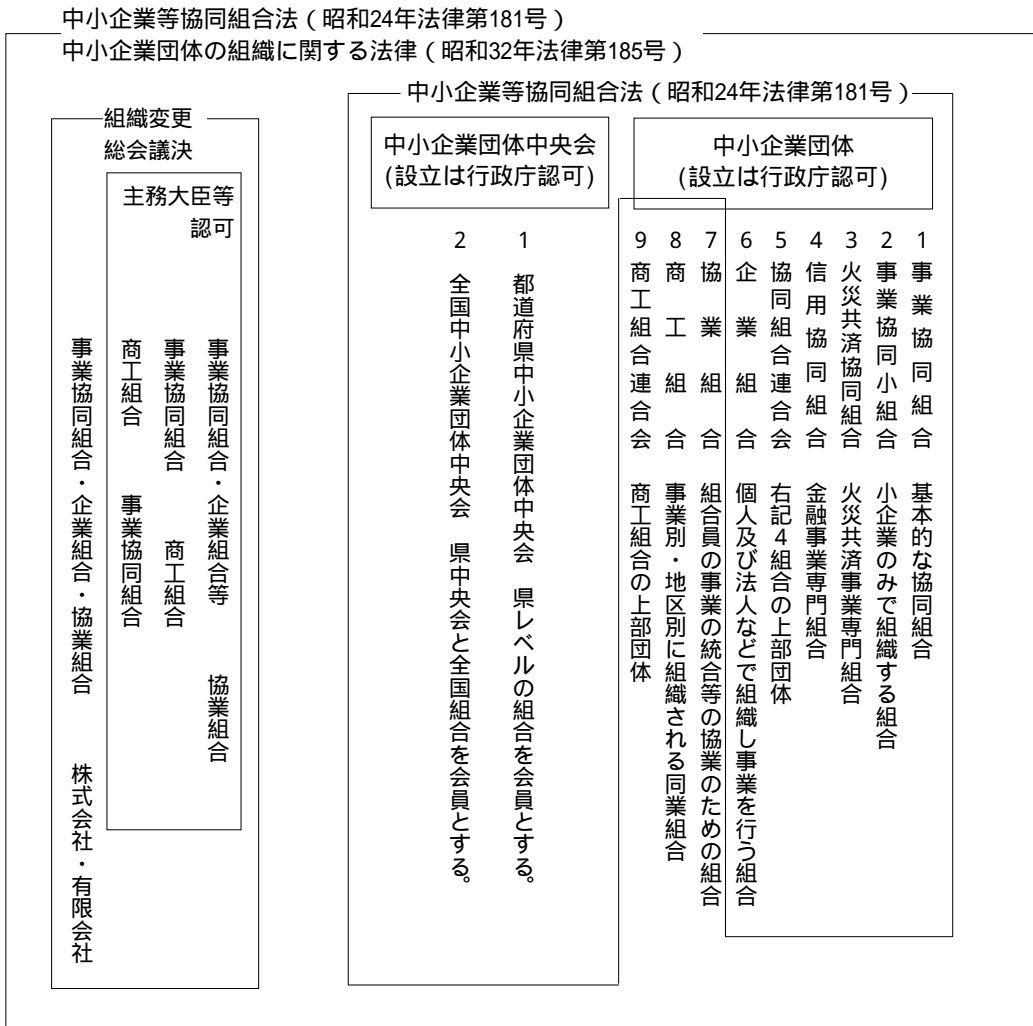 中小企業等協同組合法（昭和24年法律第181号）
中小企業団体の組織に関する法律（昭和32年法律第185号）
中小企業等協同組合法（昭和24年法律第181号）
中小企業団体
(設立は行政庁認可)
1 事業協同組合 基本的な協同組合
2 事業協同小組合 小企業のみで組織する組合
3 火災共済協同組合 火災共済事業専門組合
4 信用協同組合 金融事業専門組合
5 協同組合連合会 右記4組合の上部団体
6 企業組合 個人及び法人などで組織し事業を行う組合
7 協業組合 組合員の事業の統合等の協業のための組合
8 商工組合 事業別・地区別に組織される同業組合
9 商工組合連合会 商工組合の上部団体
中小企業団体中央会
(設立は行政庁認可)
1 都道府県中小企業団体中央会 県レベルの組合を会員とする。
2 全国中小企業団体中央会 県中央会と全国組合を会員とする。
組織変更
総会議決
主務大臣等
認可
事業協同組合・企業組合等 協業組合
事業協同組合 商工組合
商工組合 事業協同組合
事業協同組合・企業組合・協業組合 株式会社・有限会社